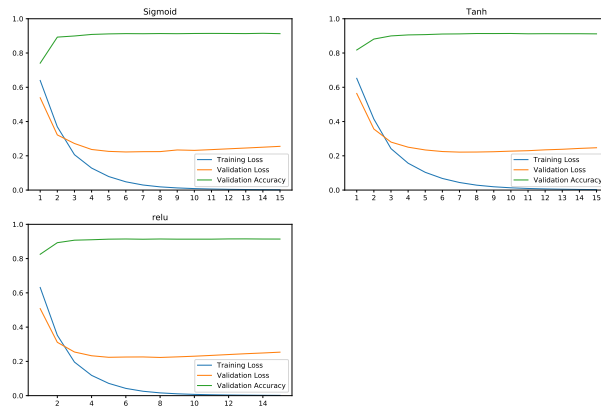 Sigmoid
1.0
0.8
0.6
0.4
0.2
0.0
1 2 3 4 5 6 7 8 9 10 11 12 13 14 15
Training Loss
Validation Loss
Validation Accuracy
Tanh
1.0
0.8
0.6
0.4
0.2
0.0
1 2 3 4 5 6 7 8 9 10 11 12 13 14 15
Training Loss
Validation Loss
Validation Accuracy
relu
1.0
0.8
0.6
0.4
0.2
0.0
2 4 6 8 10 12 14
Training Loss
Validation Loss
Validation Accuracy